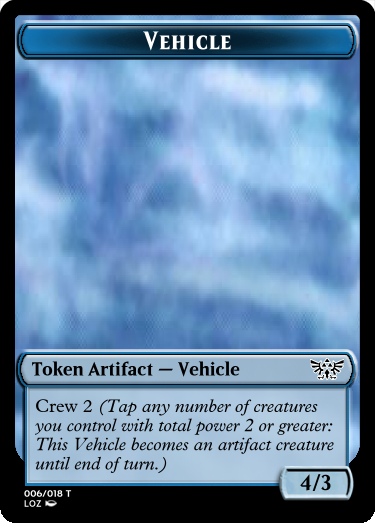 VEHICLE
Token Artifact — Vehicle
Crew 2 (Tap any number of creatures
you control with total power 2 or greater:
This Vehicle becomes an artifact creature
until end of turn.)
4/3
006/018 T
LOZ